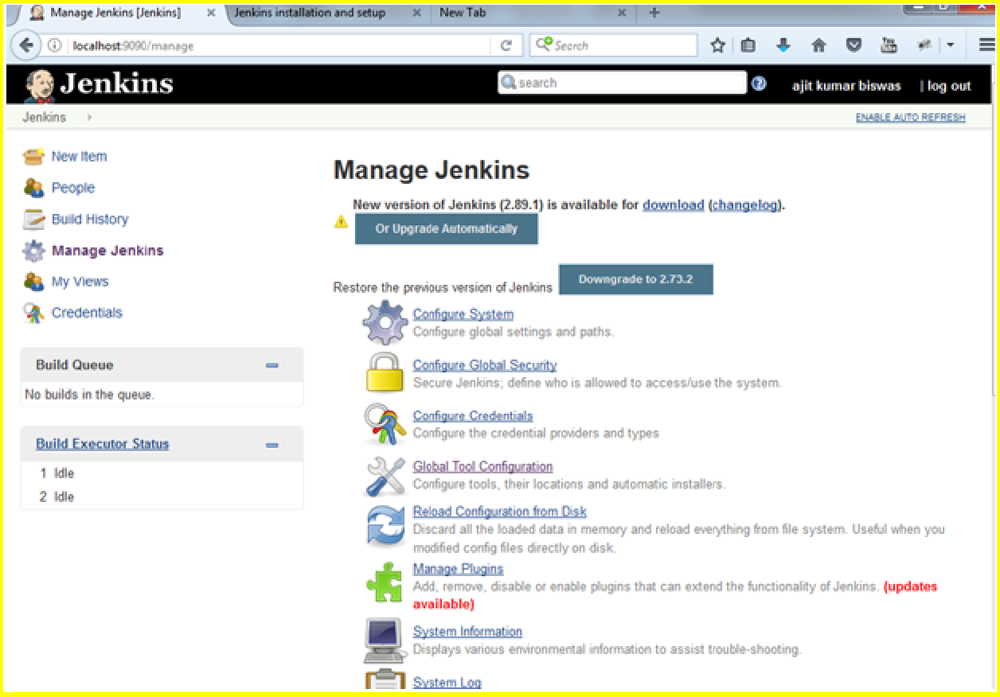 Manage Jenkins [Jenkins] × Jenkins installation and setup × New Tab × +
localhost:9090/manage
Search
Jenkins
search
ajit kumar biswas | log out
Jenkins
ENABLE AUTO REFRESH
New Item
People
Build History
Manage Jenkins
My Views
Credentials
Build Queue
No builds in the queue.
Build Executor Status
1 Idle
2 Idle
Manage Jenkins
New version of Jenkins (2.89.1) is available for download (changelog).
Or Upgrade Automatically
Restore the previous version of Jenkins Downgrade to 2.73.2
Configure System
Configure global settings and paths.
Configure Global Security
Secure Jenkins; define who is allowed to access/use the system.
Configure Credentials
Configure the credential providers and types
Global Tool Configuration
Configure tools, their locations and automatic installers.
Reload Configuration from Disk
Discard all the loaded data in memory and reload everything from file system. Useful when you
modified config files directly on disk.
Manage Plugins
Add, remove, disable or enable plugins that can extend the functionality of Jenkins. (updates
available)
System Information
Displays various environmental information to assist trouble-shooting.
System Log